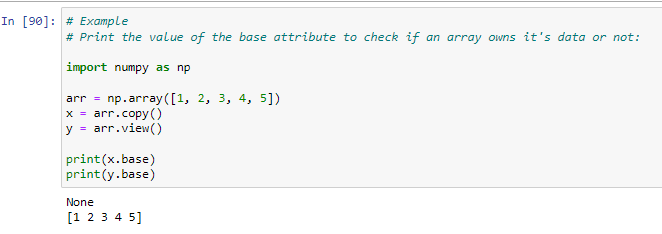 In [90]: # Example
# Print the value of the base attribute to check if an array owns it's data or not:
import numpy as np
arr = np.array([1, 2, 3, 4, 5])
x = arr.copy()
y = arr.view()
print(x.base)
print(y.base)
None
[1 2 3 4 5]